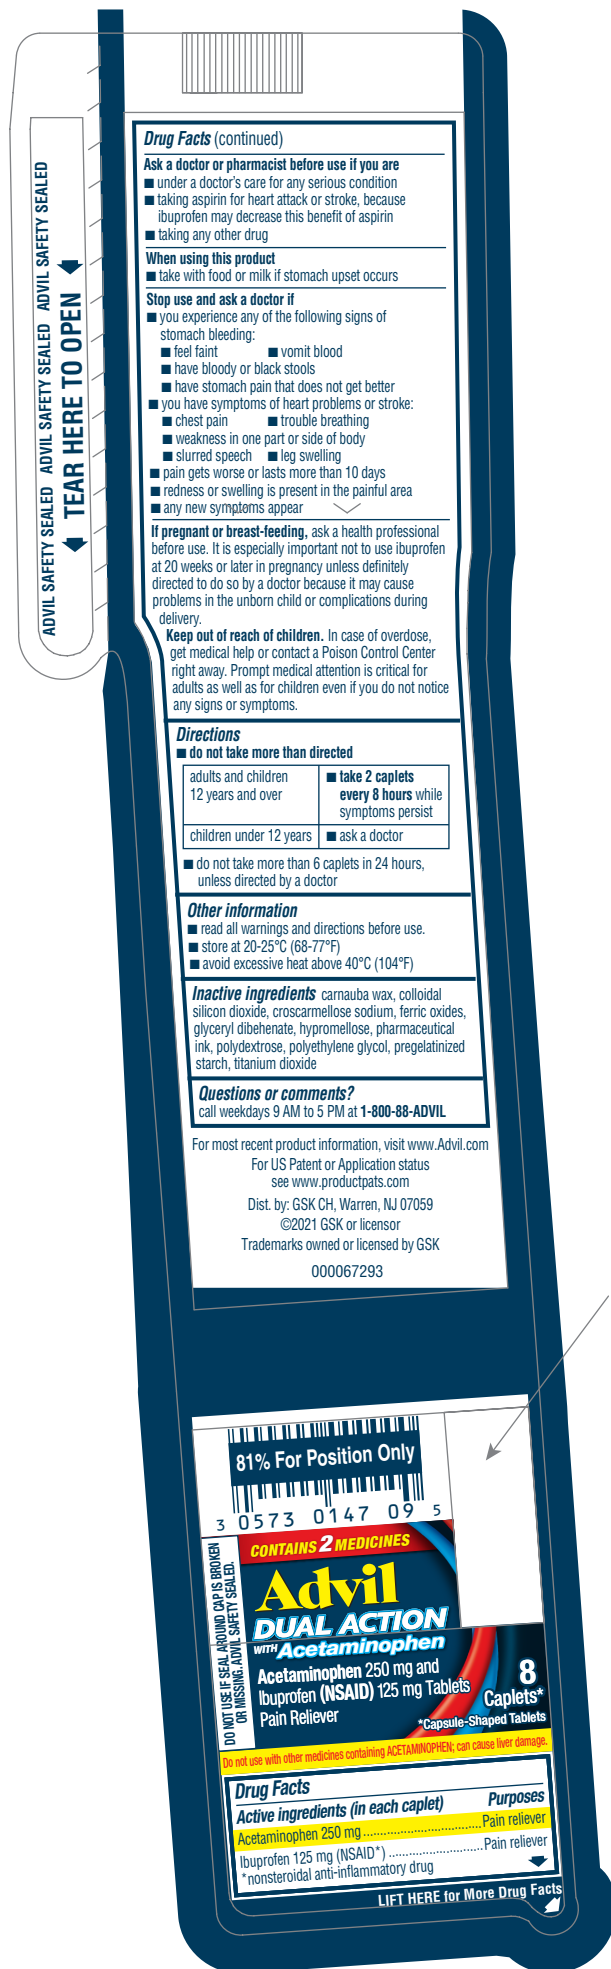 ADVIL SAFETY SEALED   ADVIL SAFETY SEALED   ADVIL SAFETY SEALED
TEAR HERE TO OPEN
Drug Facts (continued)
Ask a doctor or pharmacist before use if you are
■ under a doctor's care for any serious condition
■ taking aspirin for heart attack or stroke, because
ibuprofen may decrease this benefit of aspirin
■ taking any other drug
When using this product
■ take with food or milk if stomach upset occurs
Stop use and ask a doctor if
■ you experience any of the following signs of
stomach bleeding:
■ feel faint ■ vomit blood
■ have bloody or black stools
■ have stomach pain that does not get better
■ you have symptoms of heart problems or stroke:
■ chest pain ■ trouble breathing
■ weakness in one part or side of body
■ slurred speech ■ leg swelling
■ pain gets worse or lasts more than 10 days
■ redness or swelling is present in the painful area
■ any new symptoms appear
If pregnant or breast-feeding, ask a health professional
before use. It is especially important not to use ibuprofen
at 20 weeks or later in pregnancy unless definitely
directed to do so by a doctor because it may cause
problems in the unborn child or complications during
delivery.
Keep out of reach of children. In case of overdose,
get medical help or contact a Poison Control Center
right away. Prompt medical attention is critical for
adults as well as for children even if you do not notice
any signs or symptoms.
Directions
■ do not take more than directed
adults and children ■ take 2 caplets
12 years and over every 8 hours while
symptoms persist
children under 12 years ■ ask a doctor
■ do not take more than 6 caplets in 24 hours,
unless directed by a doctor
Other information
■ read all warnings and directions before use.
■ store at 20-25°C (68-77°F)
■ avoid excessive heat above 40°C (104°F)
Inactive ingredients carnauba wax, colloidal
silicon dioxide, croscarmellose sodium, ferric oxides,
glyceryl dibehenate, hypromellose, pharmaceutical
ink, polydextrose, polyethylene glycol, pregelatinized
starch, titanium dioxide
Questions or comments?
call weekdays 9 AM to 5 PM at 1-800-88-ADVIL
For most recent product information, visit www.Advil.com
For US Patent or Application status
see www.productpats.com
Dist. by: GSK CH, Warren, NJ 07059
©2021 GSK or licensor
Trademarks owned or licensed by GSK
000067293
81% For Position Only
3 0573 0147 09 5
DO NOT USE IF SEAL AROUND CAP IS BROKEN
OR MISSING. ADVIL SAFETY SEALED.
CONTAINS 2 MEDICINES
Advil
DUAL ACTION
WITH Acetaminophen
Acetaminophen 250 mg and
Ibuprofen (NSAID) 125 mg Tablets
Pain Reliever
8
Caplets*
*Capsule-Shaped Tablets
Do not use with other medicines containing ACETAMINOPHEN; can cause liver damage.
Drug Facts
Active ingredients (in each caplet) Purposes
Acetaminophen 250 mg..................................Pain reliever
Ibuprofen 125 mg (NSAID*)...........................Pain reliever
*nonsteroidal anti-inflammatory drug
LIFT HERE for More Drug Facts